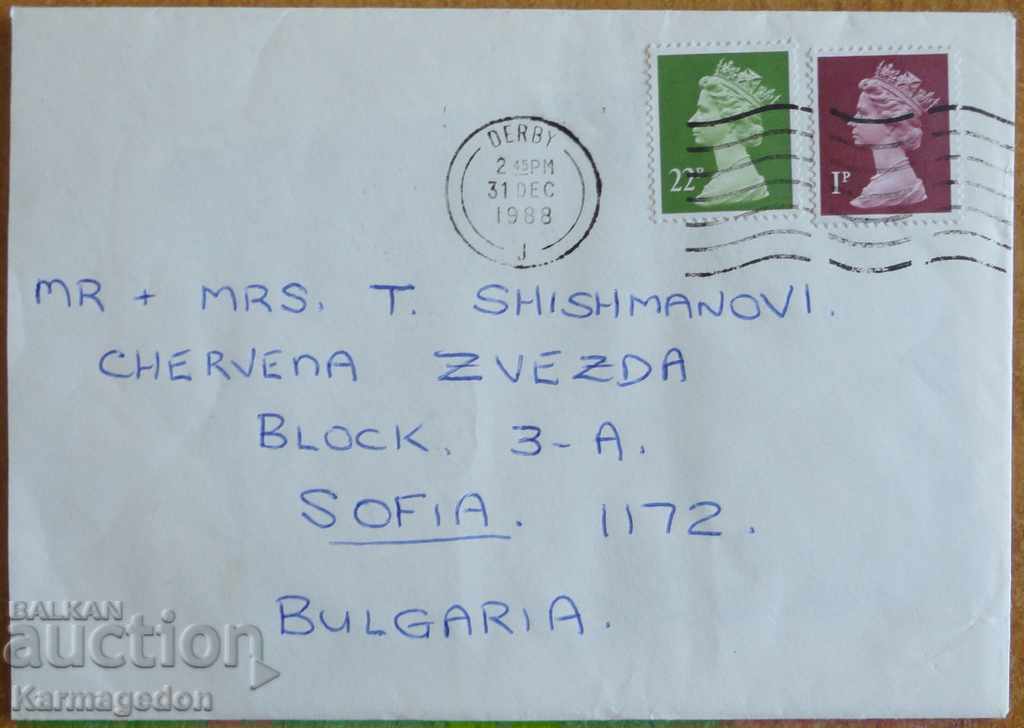 DERBY
2 45PM
31 DEC
1988
J
22P
1P
MR + MRS. T. SHISHMANOVI.
CHERVENA ZVEZDA
BLOCK. 3-A.
SOFIA. 1172.
BULGARIA.
BALKAN
auction
Karmagedon